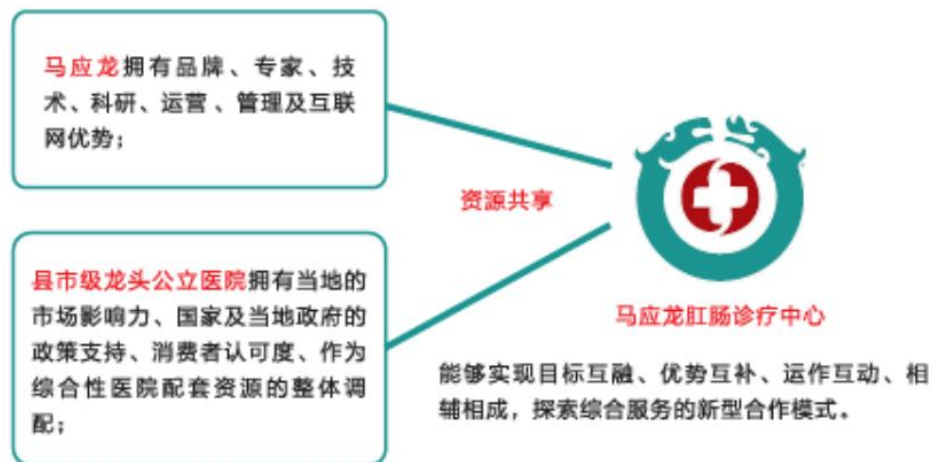 马应龙拥有品牌、专家、技
术、科研、运营 、管理及互联
网优势；
资源共享
县市级龙头公立医院拥有当地的
市场影响力、国家及当地政府的
政策支持、消费者认可度、作为
综合性医院配套资源的整体调
配；
马应龙肛肠诊疗中心
能够实现目标互融、优势互补、运作互动、相
辅相成，探索综合服务的新型合作模式。